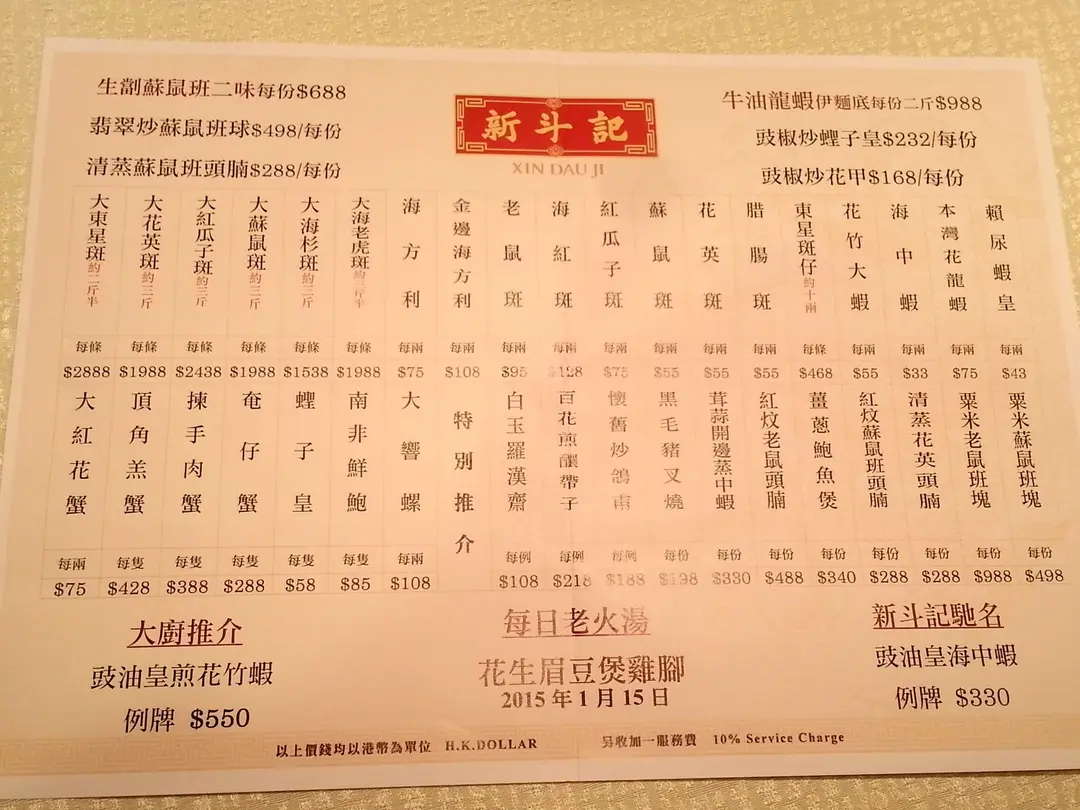 生劏蘇鼠班二味每份$688
翡翠炒蘇鼠班球$498/每份
清蒸蘇鼠班頭腩$288/每份
新斗記
XIN DAU JI
牛油龍蝦伊麵底每份二斤$988
豉椒炒蟶子皇$232/每份
豉椒炒花甲$168/每份
大東星斑約二斤半 每條 $2888
大花英斑約三斤 每條 $1988
大紅瓜子斑約三斤 每條 $2438
大蘇鼠斑約三斤 每條 $1988
大海杉斑約三斤 每條 $1538
大海老虎斑 每條 $1988
海方利 每兩 $75
金邊海方利 每兩 $108
老鼠斑 每兩 $95
海紅斑 每兩 $128
紅瓜子斑 每兩 $75
蘇鼠斑 每兩 $55
花英斑 每兩 $55
腊腸斑 每兩 $55
東星斑仔約十兩 每條 $468
花竹大蝦 每兩 $55
海中蝦 每兩 $33
本灣花龍蝦 每兩 $75
賴尿蝦皇 每兩 $43
大紅花蟹 每兩 $75
頂角羔蟹 每隻 $428
揀手肉蟹 每隻 $388
奄仔蟹 每隻 $288
蟶子皇 每隻 $58
南非鮮鮑 每隻 $85
大響螺 每兩 $108
特別推介
白玉羅漢齋 每例 $108
百花煎釀帶子 每例 $218
懷舊炒鴿甫 每例 $188
黑毛豬叉燒 每份 $198
茸蒜開邊蒸中蝦 每份 $330
紅炆老鼠頭腩 每份 $488
薑蔥鮑魚煲 每份 $340
紅炆蘇鼠班頭腩 每份 $288
清蒸花英頭腩 每份 $288
粟米老鼠班塊 每份 $988
粟米蘇鼠班塊 每份 $498
大廚推介
豉油皇煎花竹蝦
例牌 $550
每日老火湯
花生眉豆煲雞腳
2015年1月15日
新斗記馳名
豉油皇海中蝦
例牌 $330
以上價錢均以港幣為單位 H.K.DOLLAR
另收加一服務費 10% Service Charge